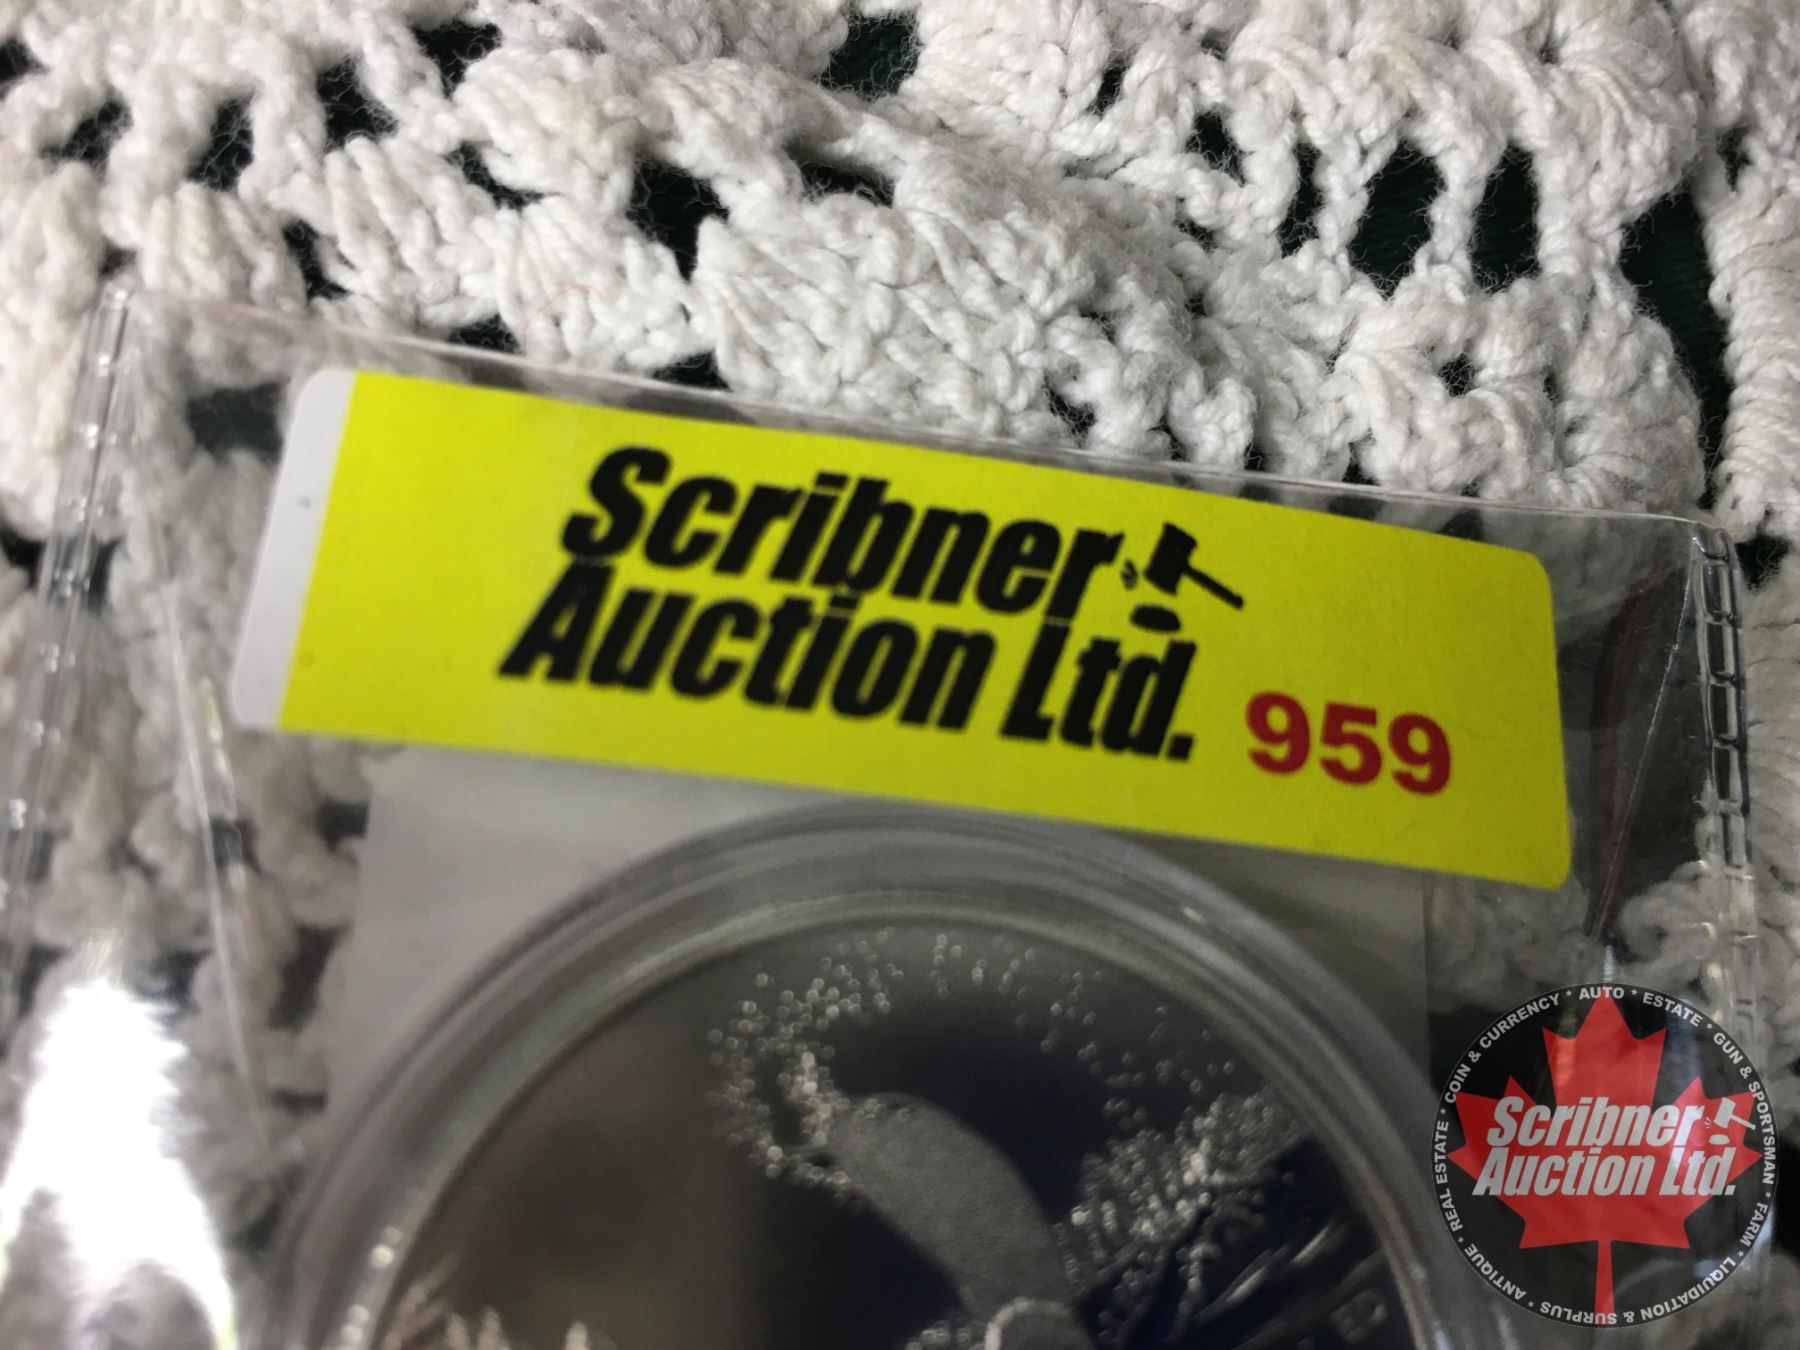 Scribner
Auction Ltd. 959
COIN & CURRENCY * AUTO * ESTATE * GUN & SPORTSMAN * FARM * LIQUIDATION & SURPLUS * ANTIQUE * REAL ESTATE *
Scribner
Auction Ltd.